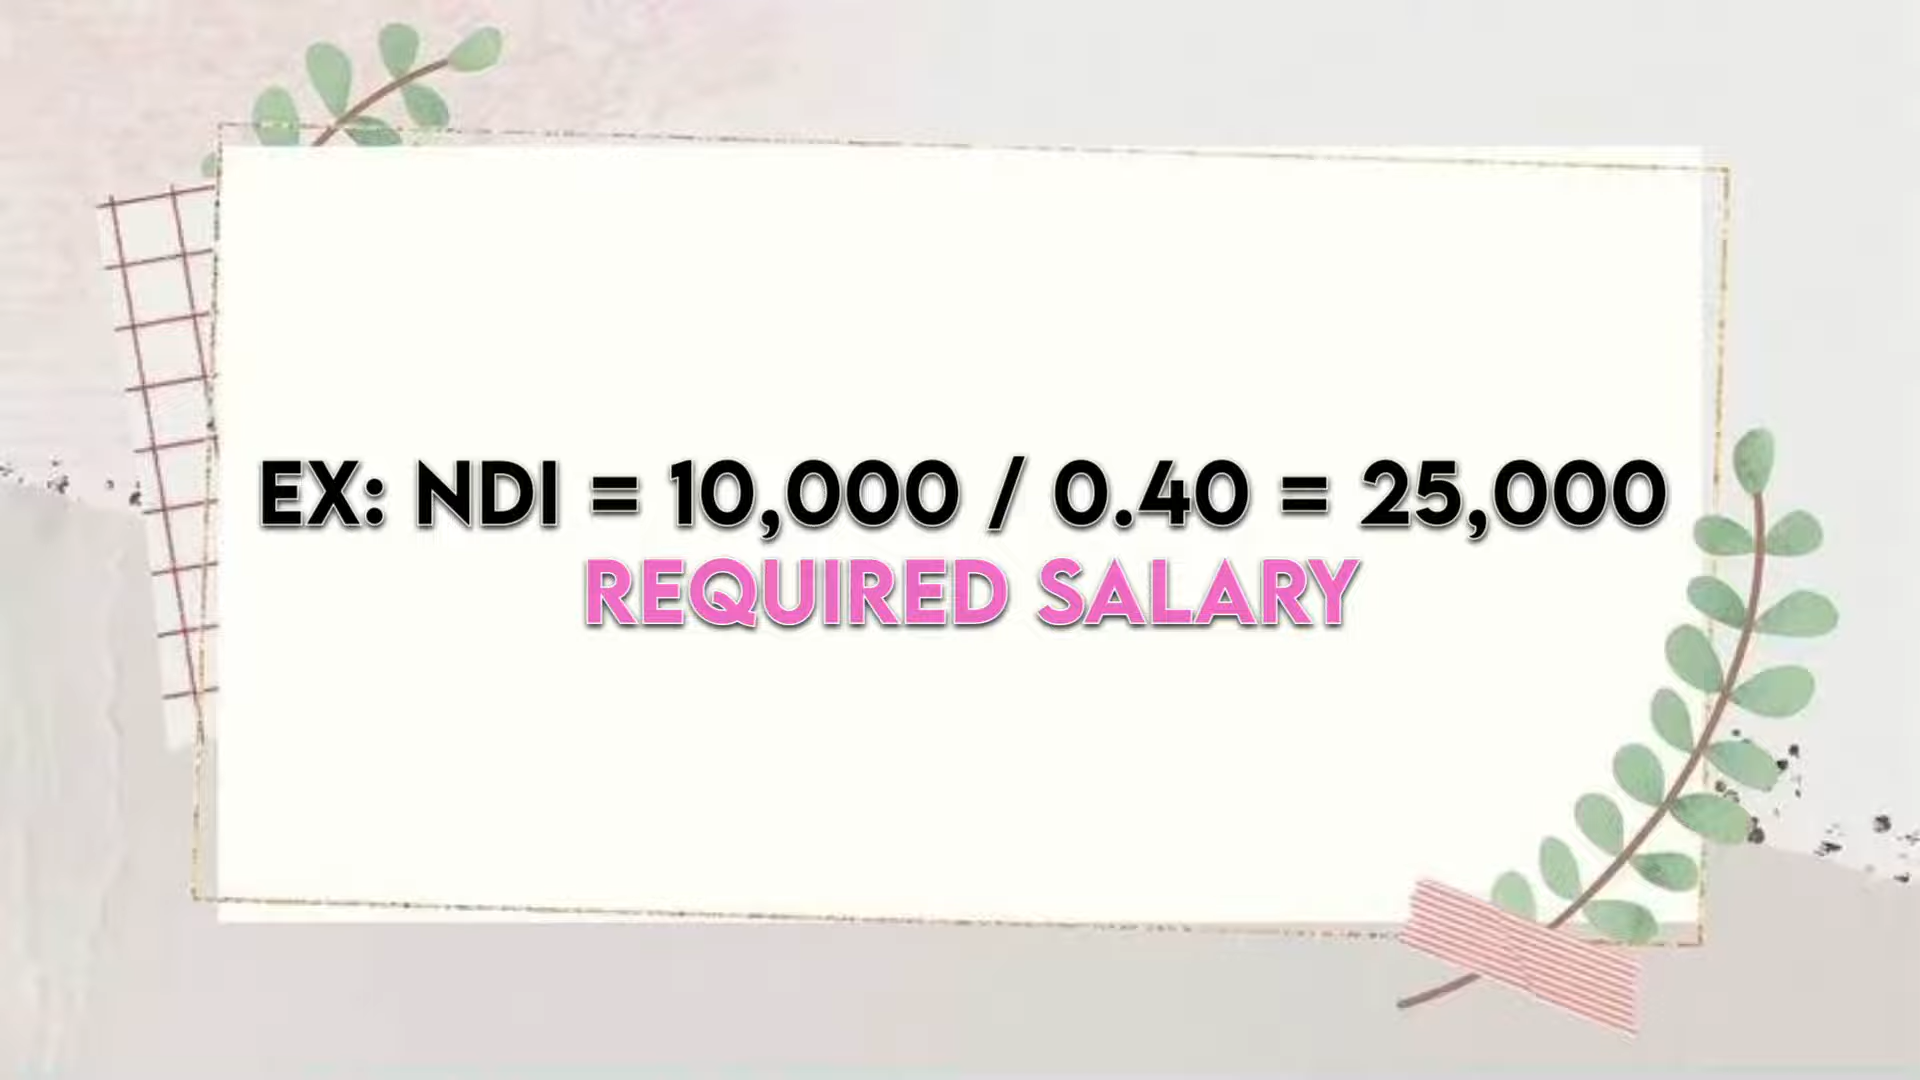 EX: NDI = 10,000 / 0.40 = 25,000
REQUIRED SALARY